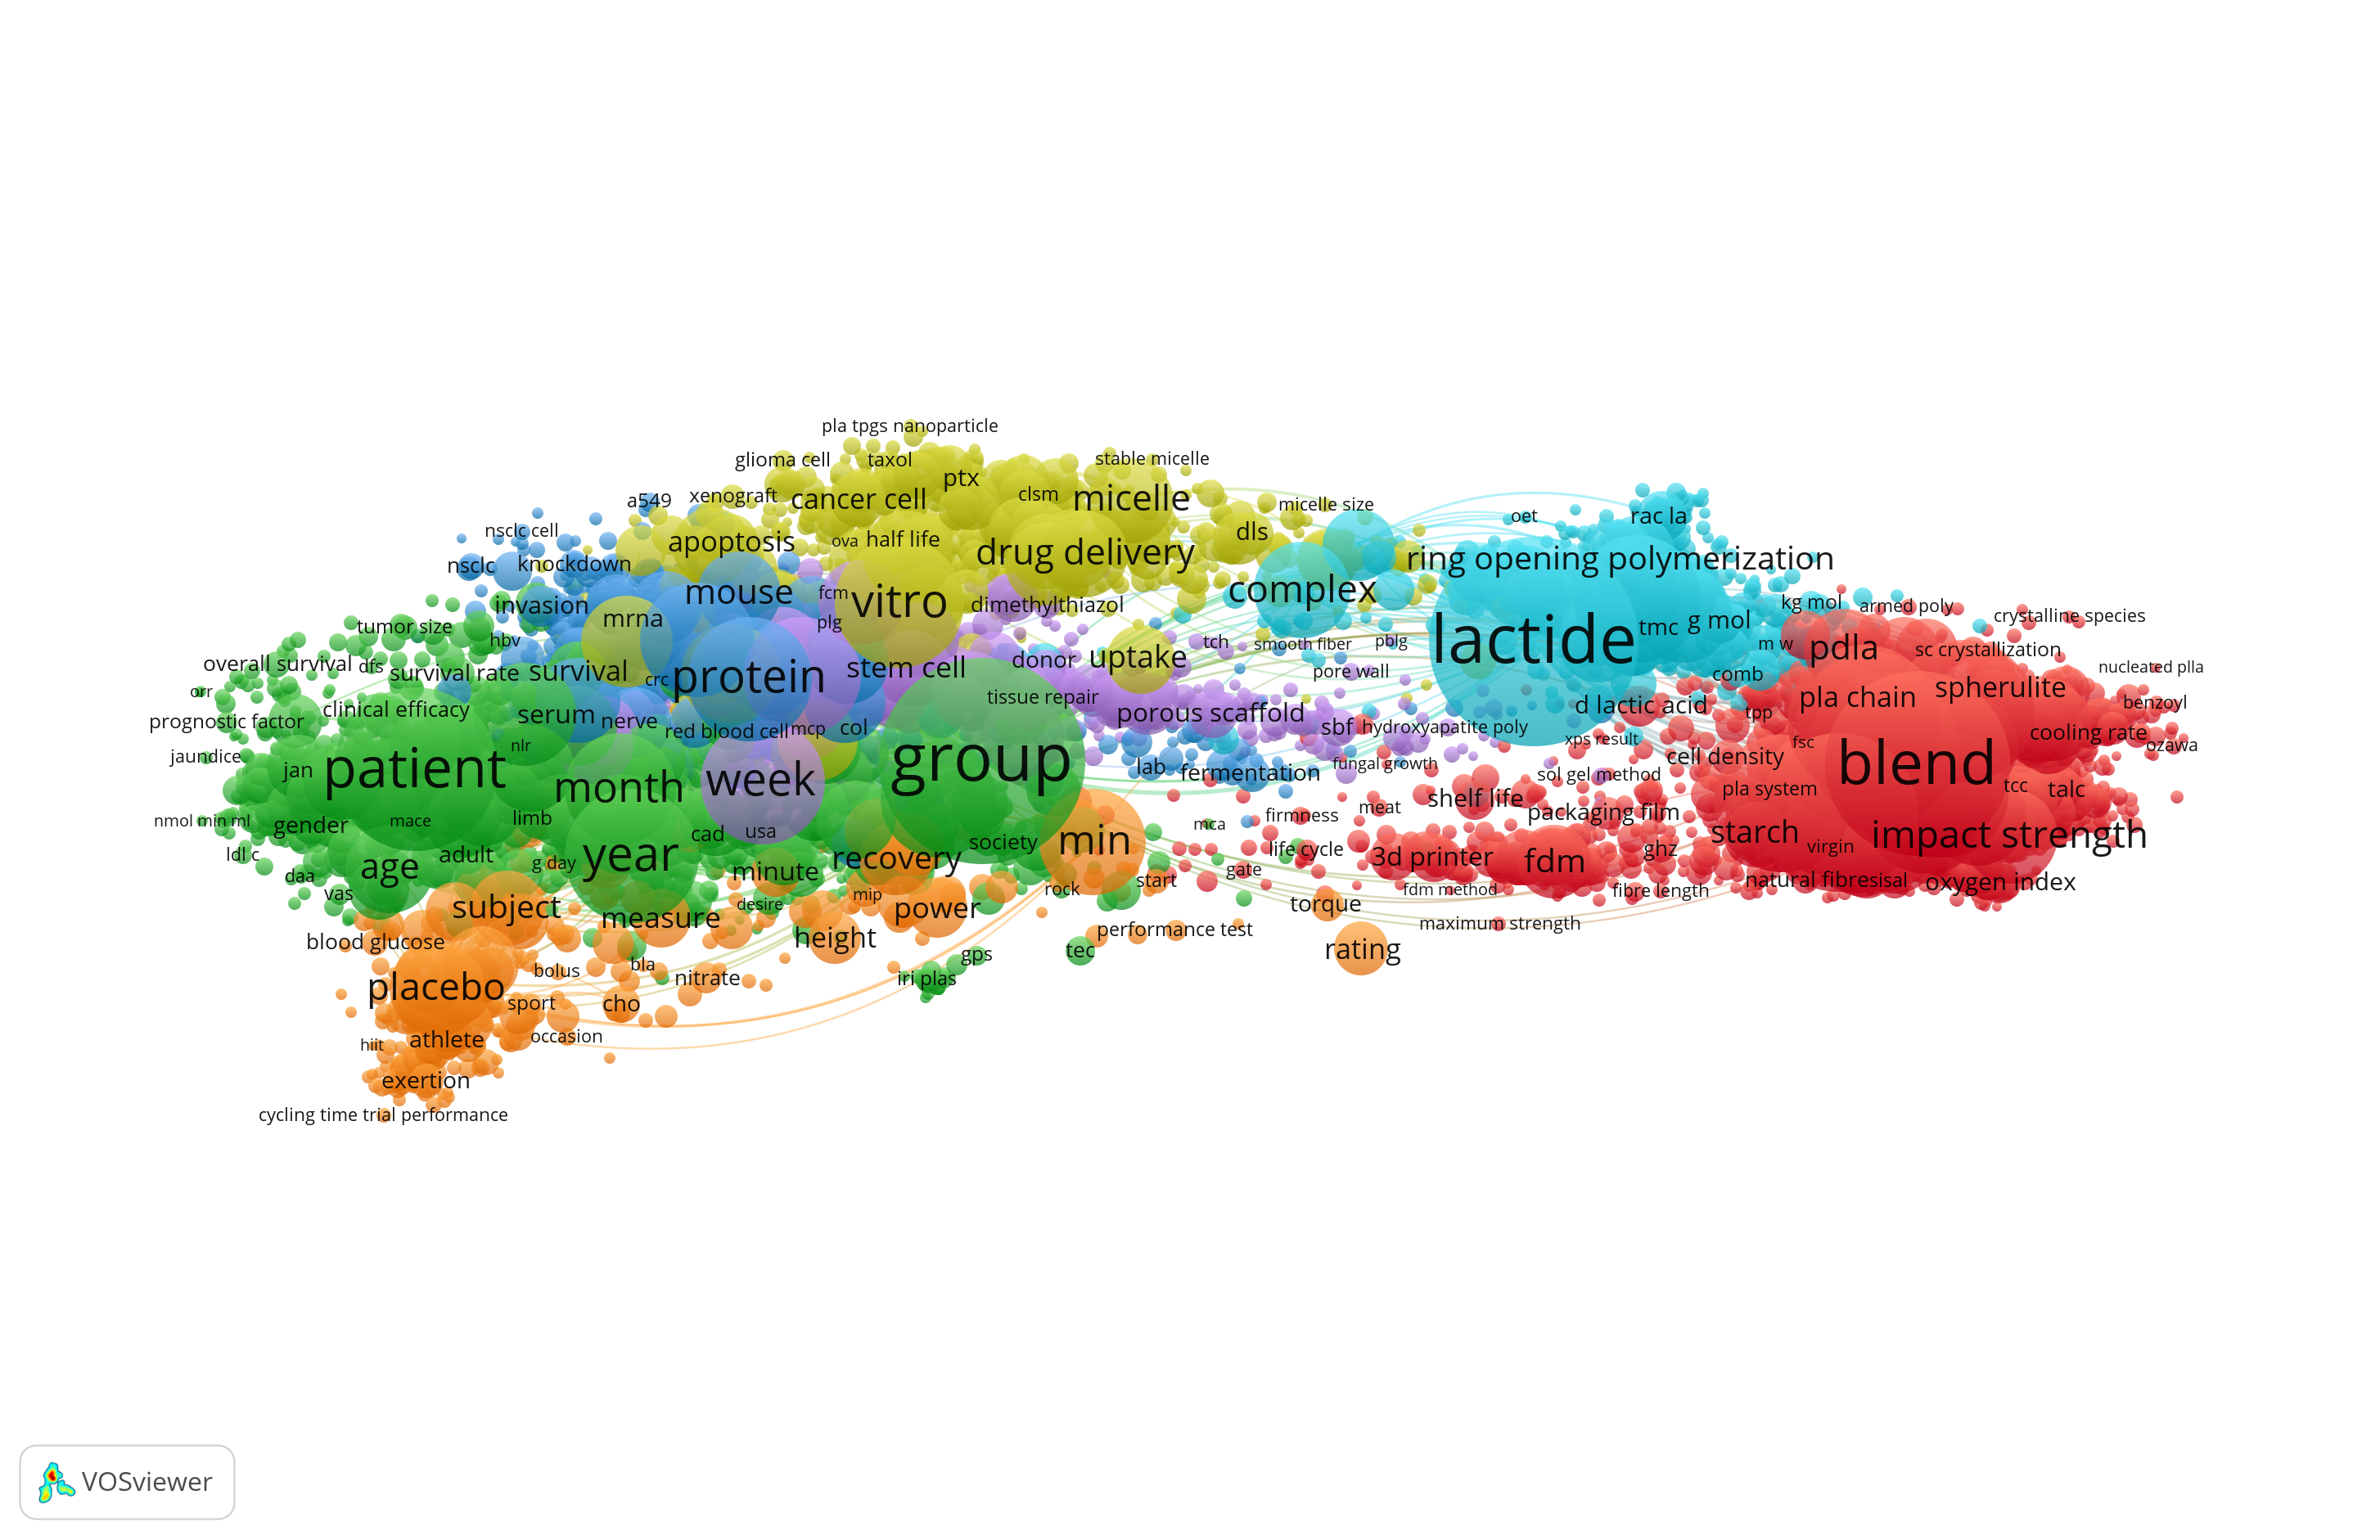 pla tpgs nanoparticle
glioma cell
taxol
stable micelle
ptx
a549
xenograft
cancer cell
clsm
micelle
micelle size
oet
rac la
nsclc cell
apoptosis
ova
half life
dls
drug delivery
ring opening polymerization
nsclc
knockdown
mouse
fcm
vitro
complex
kg mol
armed poly
invasion
dimethylthiazol
mrna
plg
tumor size
hbv
tch
smooth fiber
pblg
lactide
tmc
g mol
crystalline species
m w
pdla
sc crystallization
overall survival
dfs
survival rate
survival
crc
protein
stem cell
donor
uptake
pore wall
comb
nucleated plla
orr
tissue repair
pla chain
spherulite
prognostic factor
clinical efficacy
serum
nerve
red blood cell
mcp
col
porous scaffold
sbf
hydroxyapatite poly
d lactic acid
tpp
benzoyl
jaundice
nlr
xps result
fsc
cooling rate
ozawa
jan
patient
month
week
group
lab
fermentation
fungal growth
sol gel method
cell density
blend
pla system
tcc
talc
nmol min ml
gender
mace
limb
cad
usa
mca
firmness
meat
shelf life
packaging film
starch
impact strength
ldl c
age
adult
g day
year
minute
recovery
society
min
life cycle
3d printer
fdm
ghz
virgin
daa
vas
subject
measure
desire
mip
power
rock
start
gate
fdm method
fibre length
natural fibre
sisal
oxygen index
torque
maximum strength
blood glucose
height
performance test
rating
placebo
bolus
bla
nitrate
gps
tec
iri plas
sport
cho
hiit
athlete
occasion
exertion
cycling time trial performance
VOSviewer